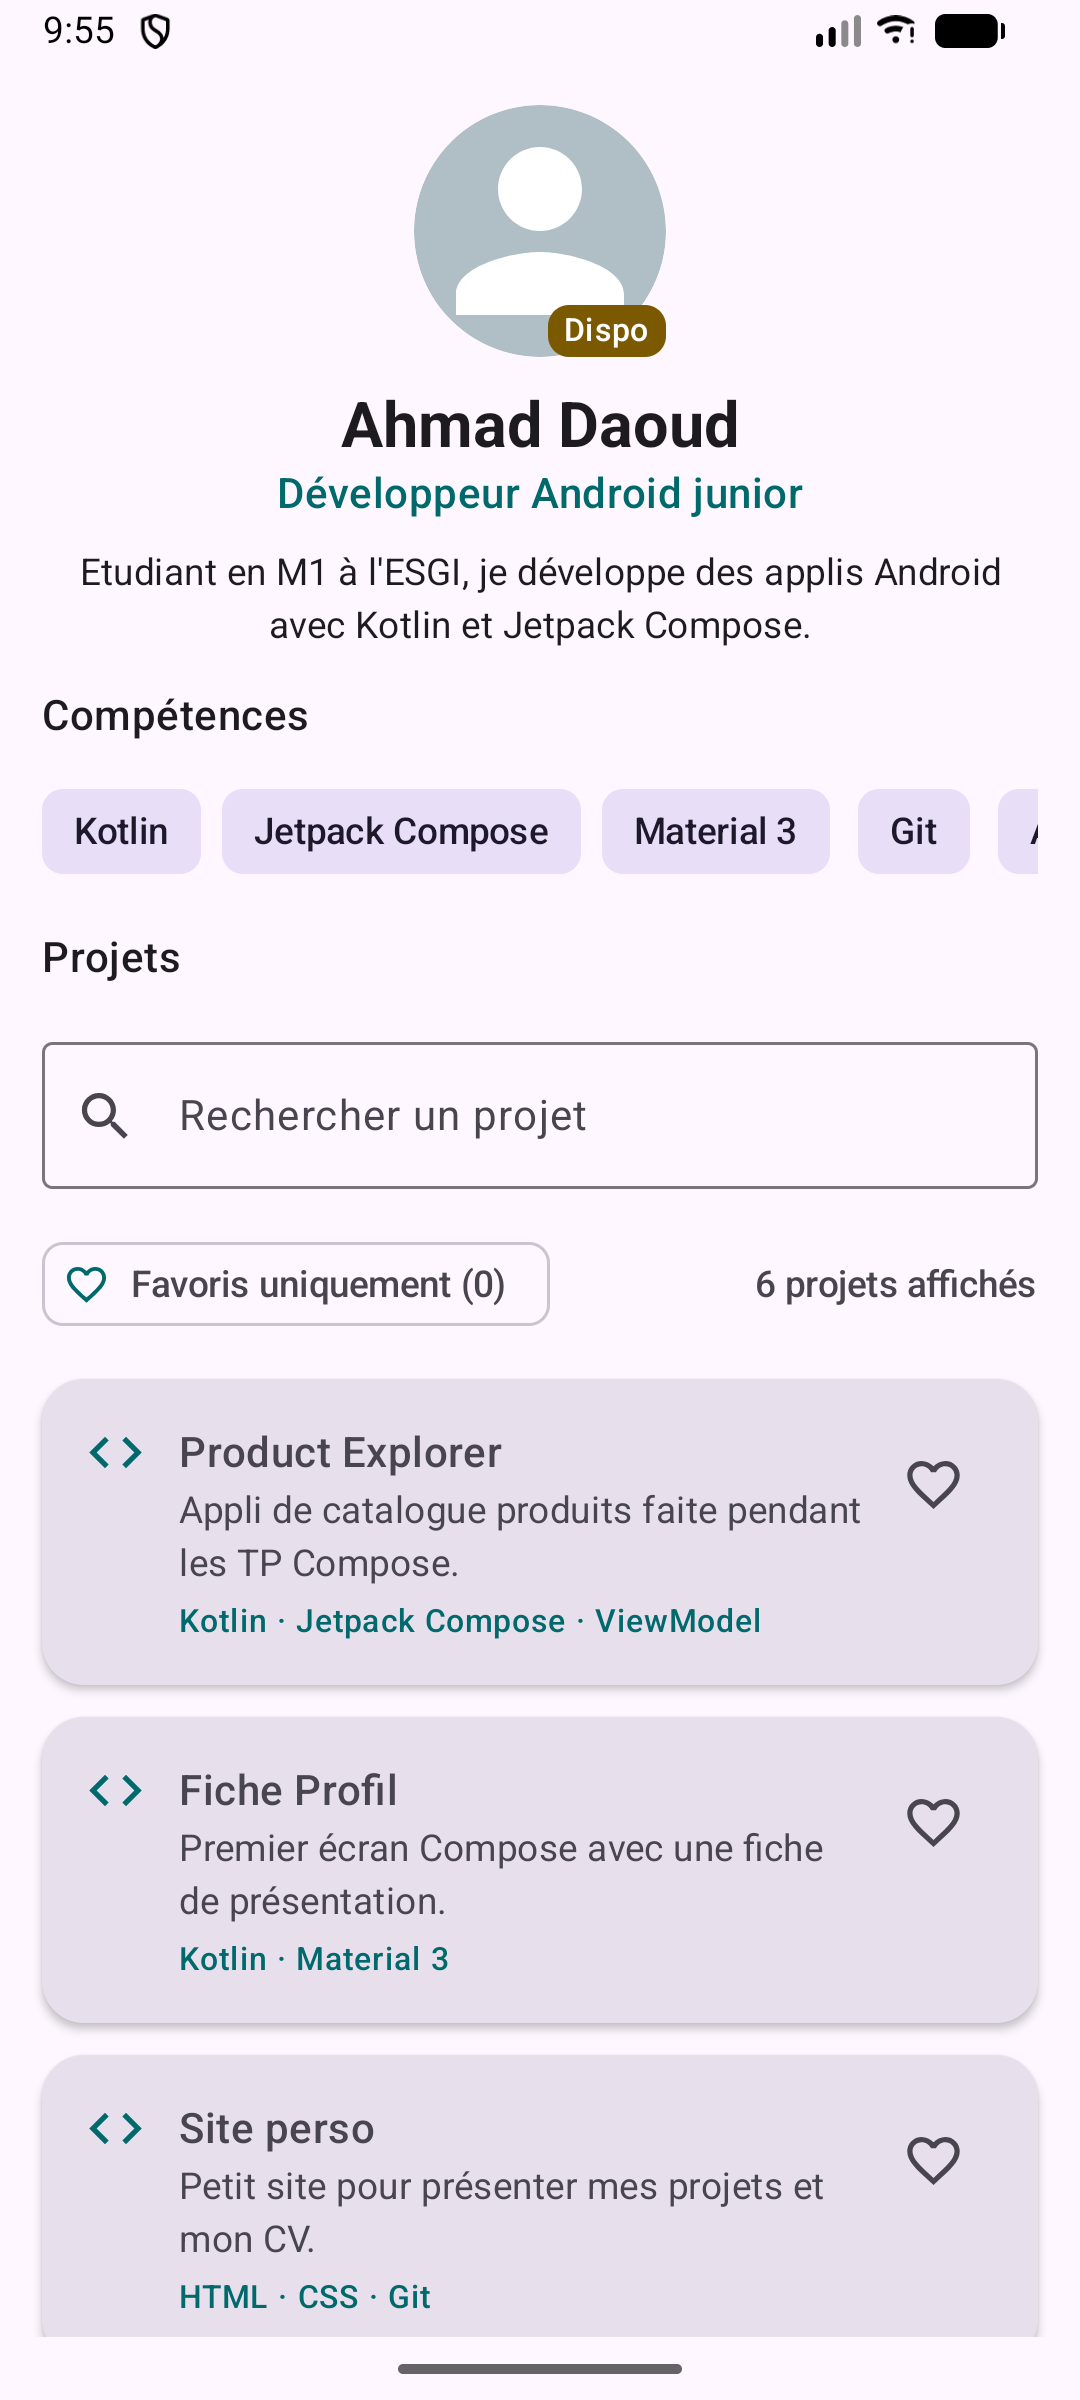 9:55
Dispo
Ahmad Daoud
Développeur Android junior
Etudiant en M1 à l'ESGI, je développe des applis Android
avec Kotlin et Jetpack Compose.
Compétences
Kotlin
Jetpack Compose
Material 3
Git
Projets
Rechercher un projet
Favoris uniquement (0)
6 projets affichés
Product Explorer
Appli de catalogue produits faite pendant
les TP Compose.
Kotlin · Jetpack Compose · ViewModel
Fiche Profil
Premier écran Compose avec une fiche
de présentation.
Kotlin · Material 3
Site perso
Petit site pour présenter mes projets et
mon CV.
HTML · CSS · Git